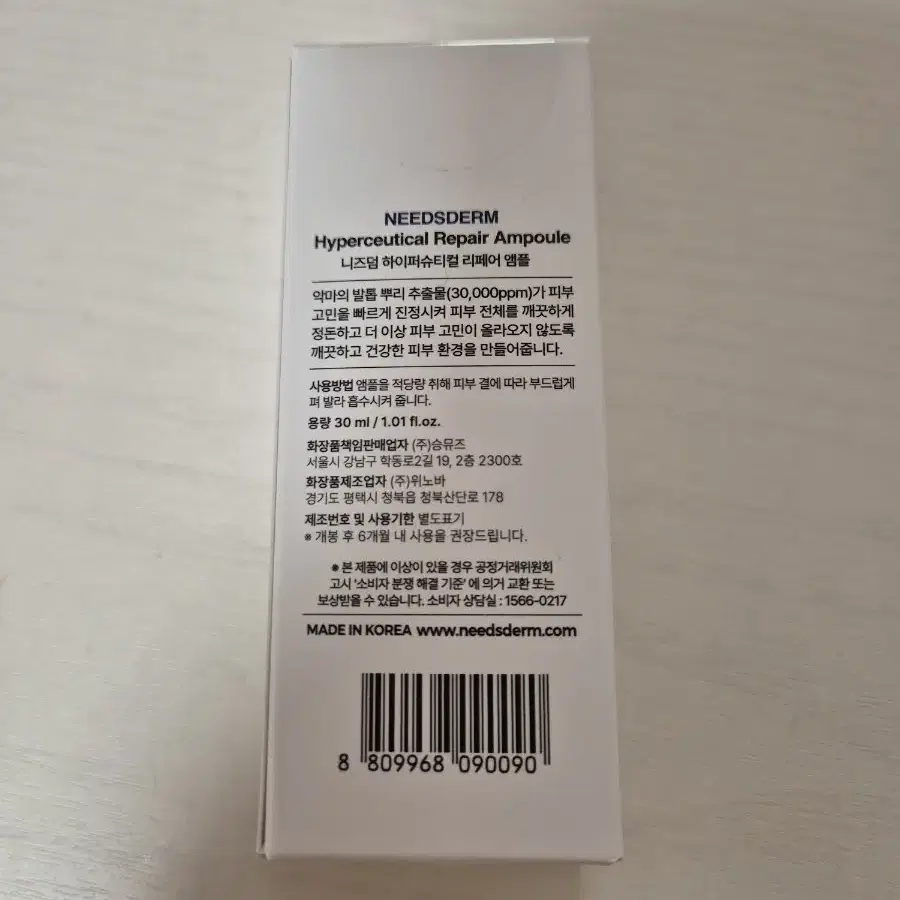 NEEDSDERM
Hyperceutical Repair Ampoule
니즈덤 하이퍼슈티컬 리페어 앰플
악마의 발톱 뿌리 추출물(30,000ppm)가 피부
고민을 빠르게 진정시켜 피부 전체를 깨끗하게
정돈하고 더 이상 피부 고민이 올라오지 않도록
깨끗하고 건강한 피부 환경을 만들어줍니다.
사용방법 앰풀을 적당량 취해 피부 결에 따라 부드럽게
펴 발라 흡수시켜 줍니다.
용량 30 ml / 1.01 fl.oz.
화장품책임판매업자 (주)승뮤즈
서울시 강남구 학동로2길 19, 2층 2300호
화장품제조업자 (주)위노바
경기도 평택시 청북읍 청북산단로 178
제조번호 및 사용기한 별도표기
※ 개봉 후 6개월 내 사용을 권장드립니다.
※ 본 제품에 이상이 있을 경우 공정거래위원회
고시 '소비자 분쟁 해결 기준' 에 의거 교환 또는
보상받을 수 있습니다. 소비자 상담실 : 1566-0217
MADE IN KOREA www.needsderm.com
8 809968 090090